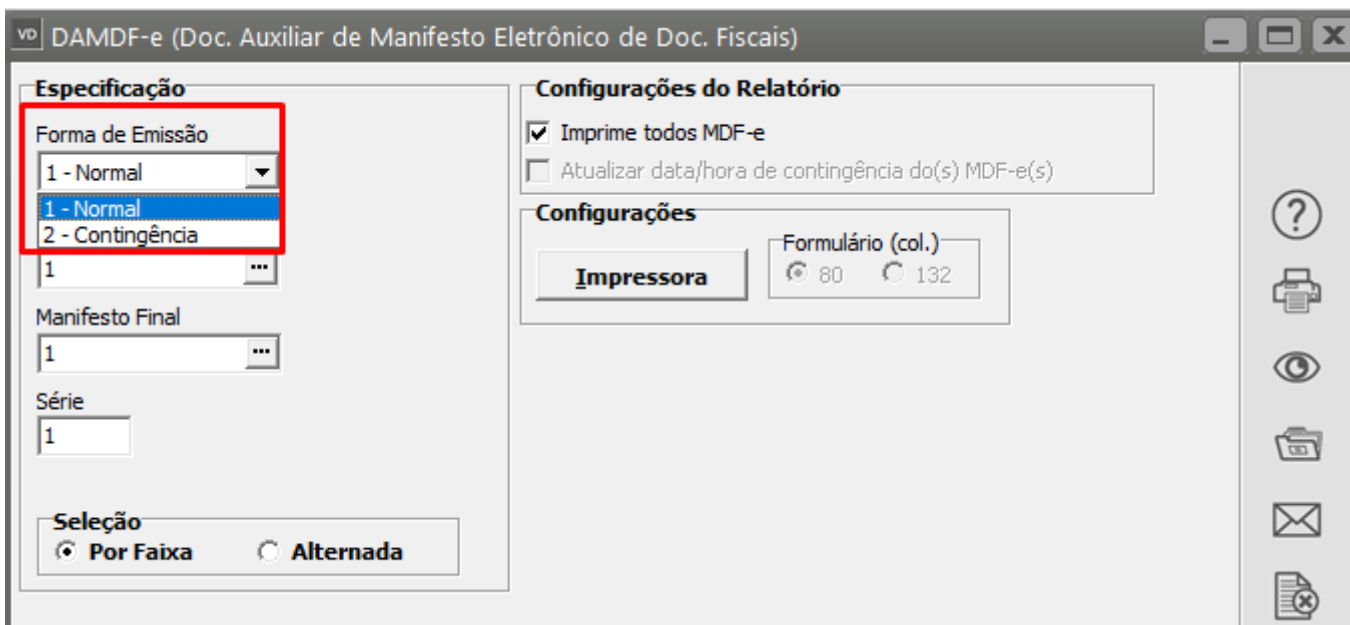 VD DAMDF-e (Doc. Auxiliar de Manifesto Eletrônico de Doc. Fiscais)
Especificação
Forma de Emissão
1 - Normal
1 - Normal
2 - Contingência
1
Manifesto Final
1
Série
1
Seleção
Por Faixa
Alternada
Configurações do Relatório
Imprime todos MDF-e
Atualizar data/hora de contingência do(s) MDF-e(s)
Configurações
Impressora
Formulário (col.)
80
132